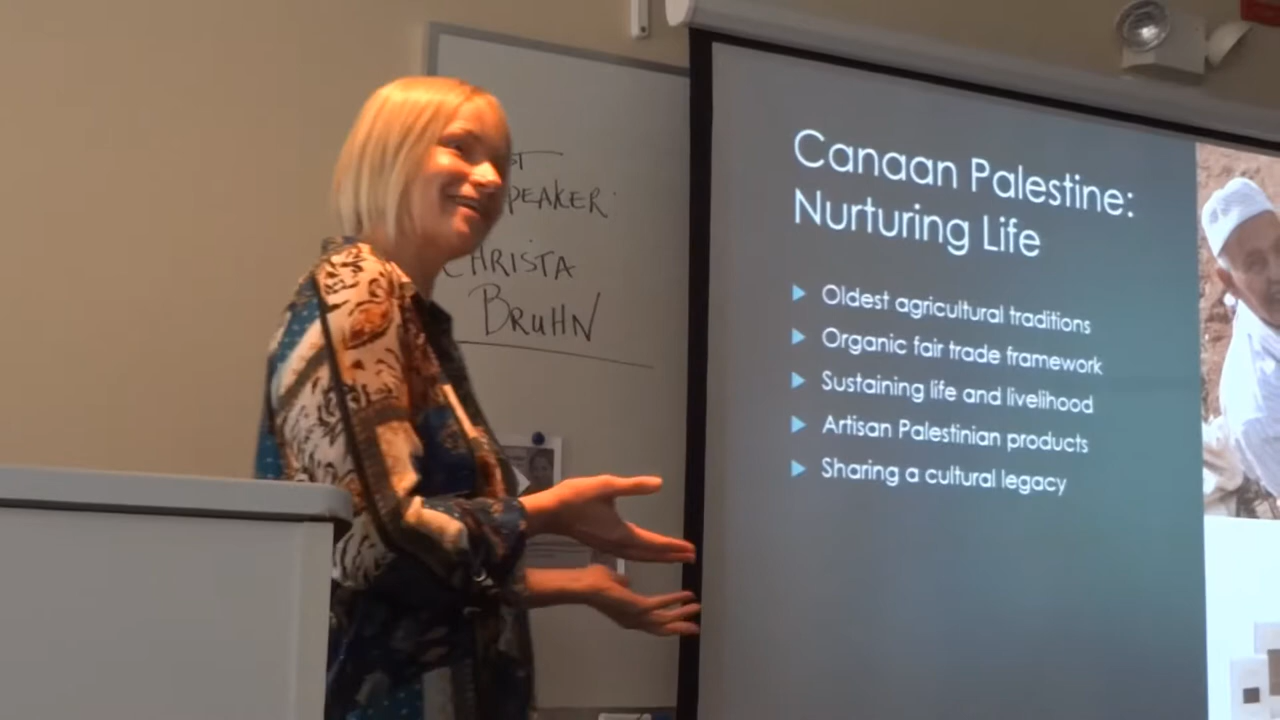 SPEAKER:
CHRISTA
BRUHN
Canaan Palestine:
Nurturing Life
Oldest agricultural traditions
Organic fair trade framework
Sustaining life and livelihood
Artisan Palestinian products
Sharing a cultural legacy